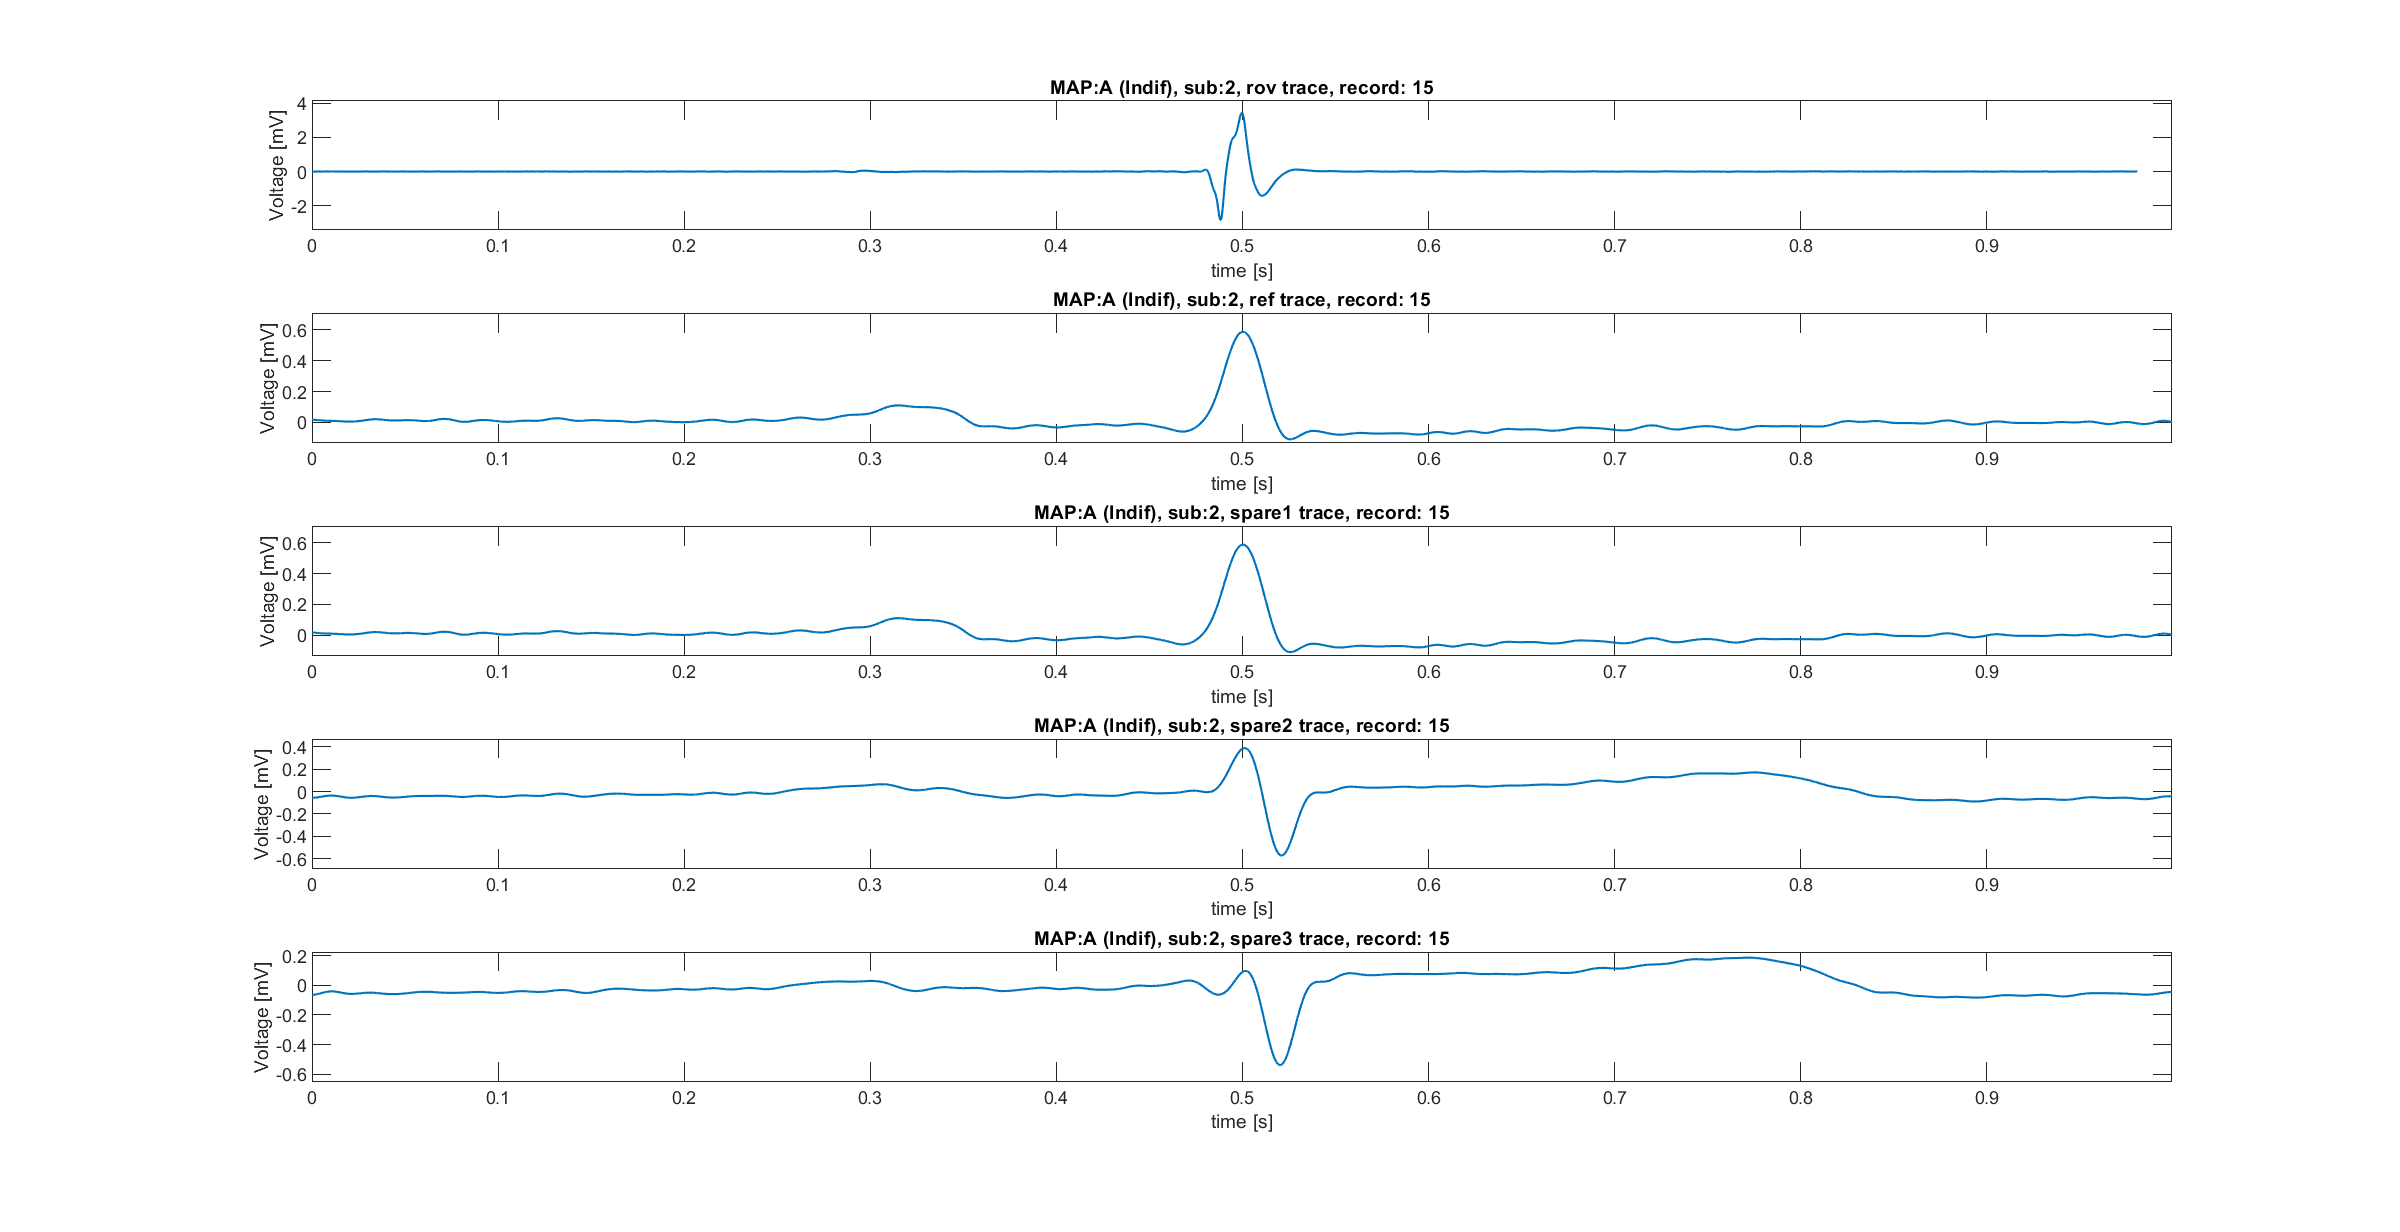 MAP:A (Indif), sub:2, rov trace, record: 15
Voltage [mV]
4
2
0
-2
0 0.1 0.2 0.3 0.4 0.5 0.6 0.7 0.8 0.9
time [s]
MAP:A (Indif), sub:2, ref trace, record: 15
Voltage [mV]
0.6
0.4
0.2
0
0 0.1 0.2 0.3 0.4 0.5 0.6 0.7 0.8 0.9
time [s]
MAP:A (Indif), sub:2, spare1 trace, record: 15
Voltage [mV]
0.6
0.4
0.2
0
0 0.1 0.2 0.3 0.4 0.5 0.6 0.7 0.8 0.9
time [s]
MAP:A (Indif), sub:2, spare2 trace, record: 15
Voltage [mV]
0.4
0.2
0
-0.2
-0.4
-0.6
0 0.1 0.2 0.3 0.4 0.5 0.6 0.7 0.8 0.9
time [s]
MAP:A (Indif), sub:2, spare3 trace, record: 15
Voltage [mV]
0.2
0
-0.2
-0.4
-0.6
0 0.1 0.2 0.3 0.4 0.5 0.6 0.7 0.8 0.9
time [s]